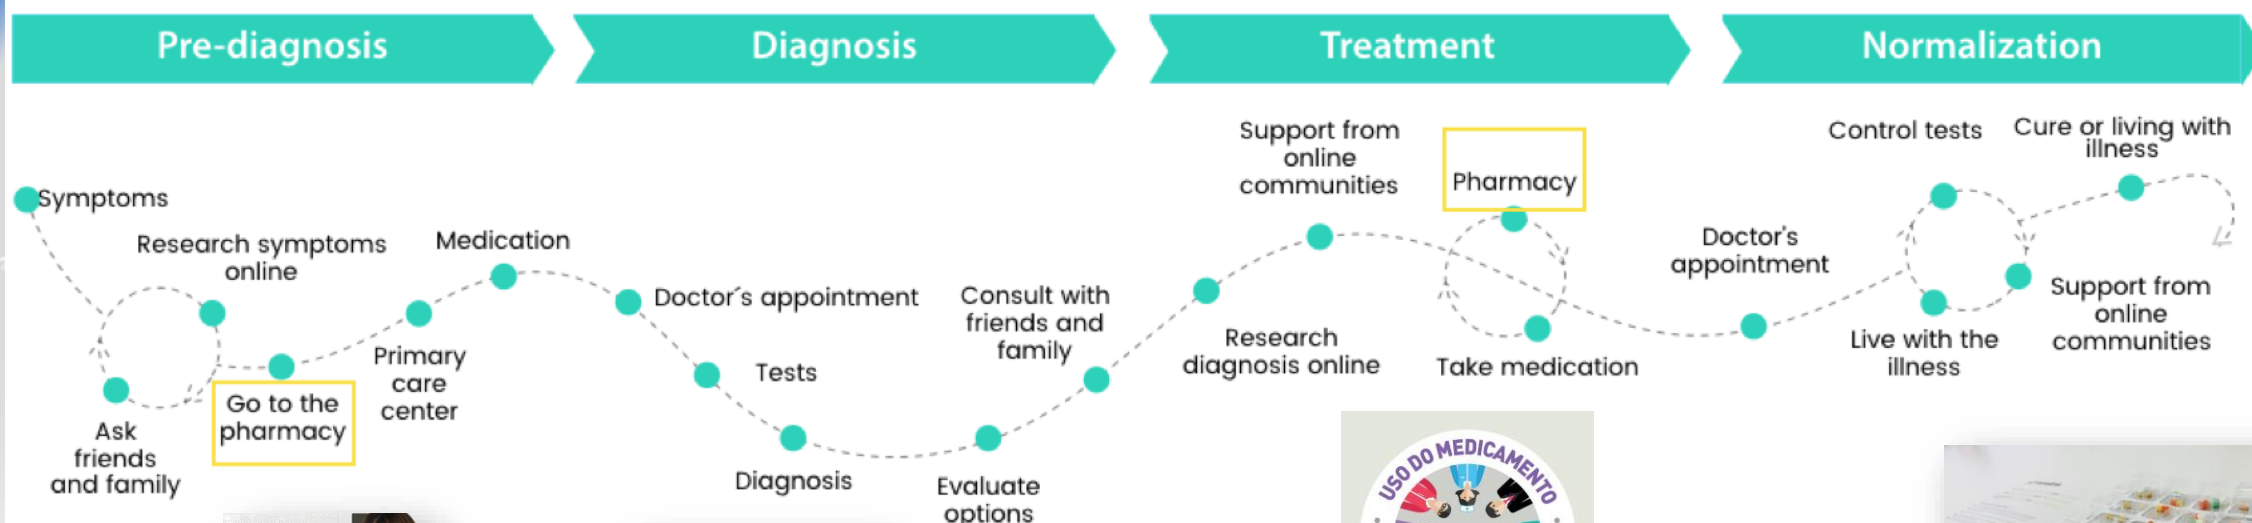 Pre-diagnosis
Diagnosis
Treatment
Normalization
Symptoms
Research symptoms
online
Ask
friends
and family
Go to the
pharmacy
Primary
care
center
Medication
Doctor´s appointment
Tests
Diagnosis
Evaluate
options
Consult with
friends and
family
Research
diagnosis online
Support from
online
communities
Pharmacy
Take medication
Doctor's
appointment
Control tests
Live with the
illness
Support from
online
communities
Cure or living with
illness
USO DO MEDICAMENTO